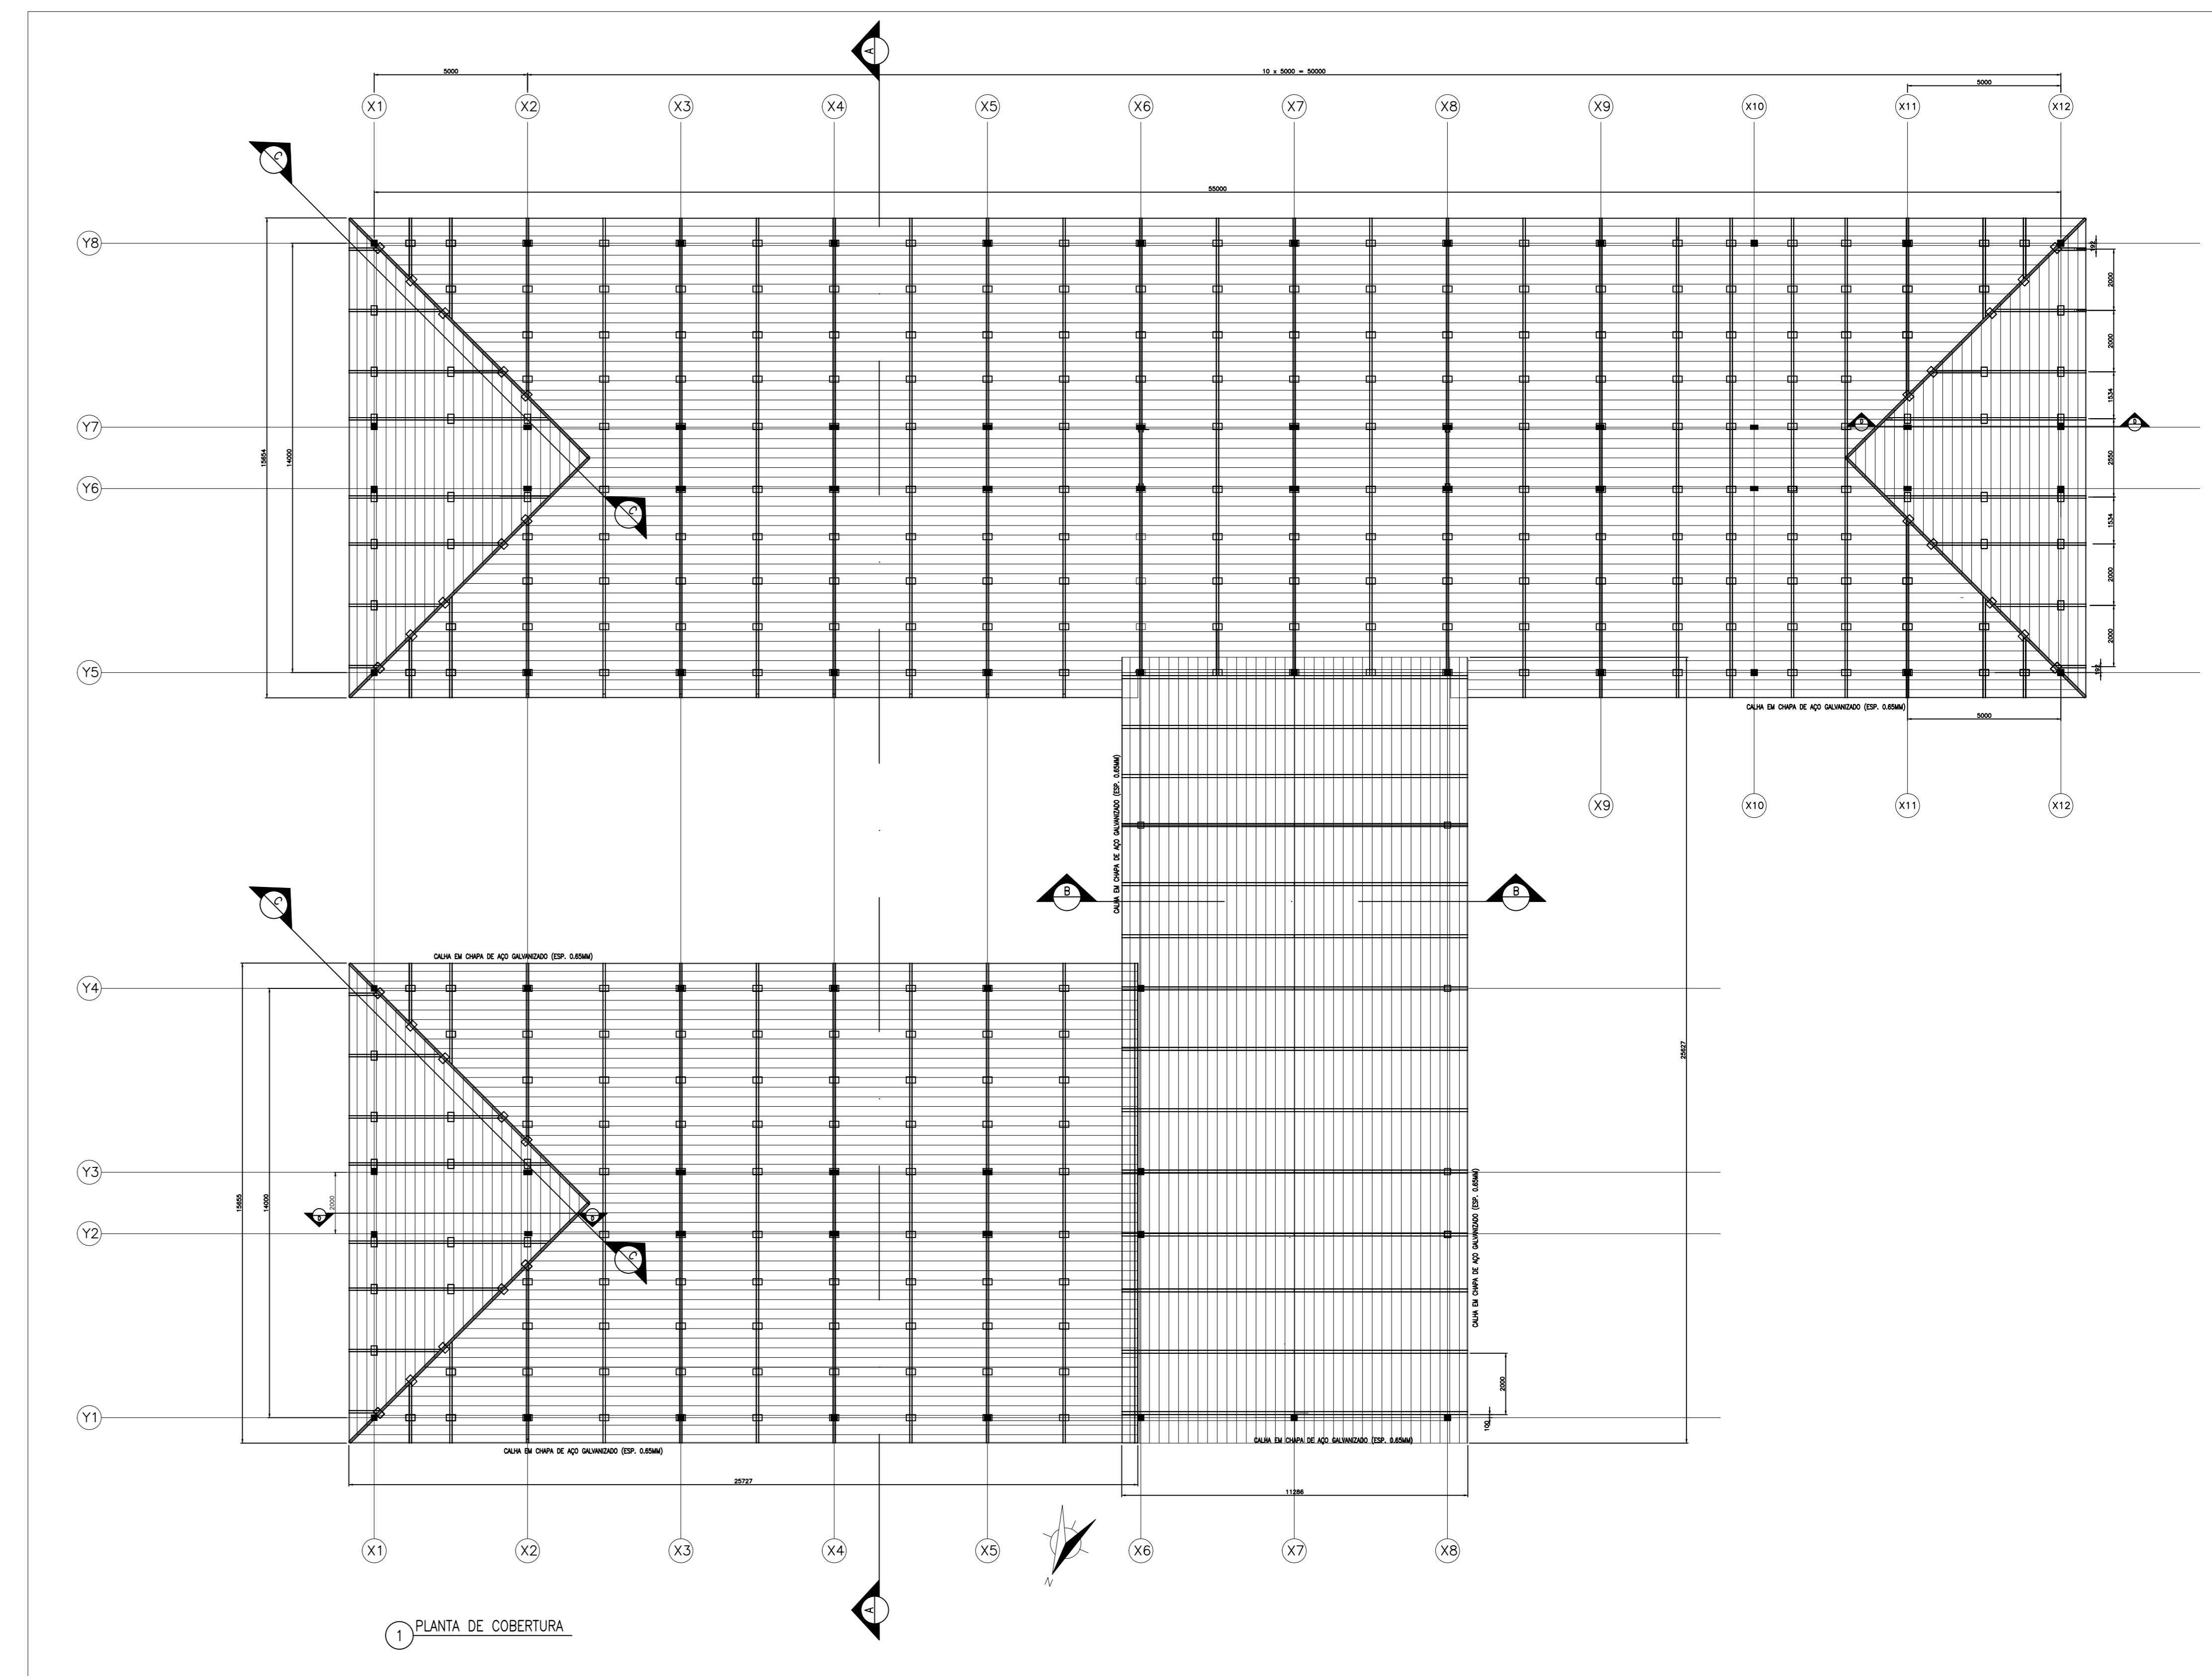 A
5000
10 x 5000 = 50000
5000
X1
X2
X3
X4
X5
X6
X7
X8
X9
X10
X11
X12
C
55000
Y8
192
2000
2000
1534
Y7
15654
14000
2550
Y6
C
1534
2000
2000
Y5
192
CALHA EM CHAPA DE AÇO GALVANIZADO (ESP. 0.65MM)
5000
CALHA EM CHAPA DE AÇO GALVANIZADO (ESP. 0.65MM)
X9
X10
X11
X12
C
B
B
CALHA EM CHAPA DE AÇO GALVANIZADO (ESP. 0.65MM)
Y4
25627
Y3
15655
14000
2000
Y2
C
CALHA EM CHAPA DE AÇO GALVANIZADO (ESP. 0.65MM)
2000
Y1
100
CALHA EM CHAPA DE AÇO GALVANIZADO (ESP. 0.65MM)
CALHA EM CHAPA DE AÇO GALVANIZADO (ESP. 0.65MM)
25727
11286
X1
X2
X3
X4
X5
N
X6
X7
X8
A
1
PLANTA DE COBERTURA